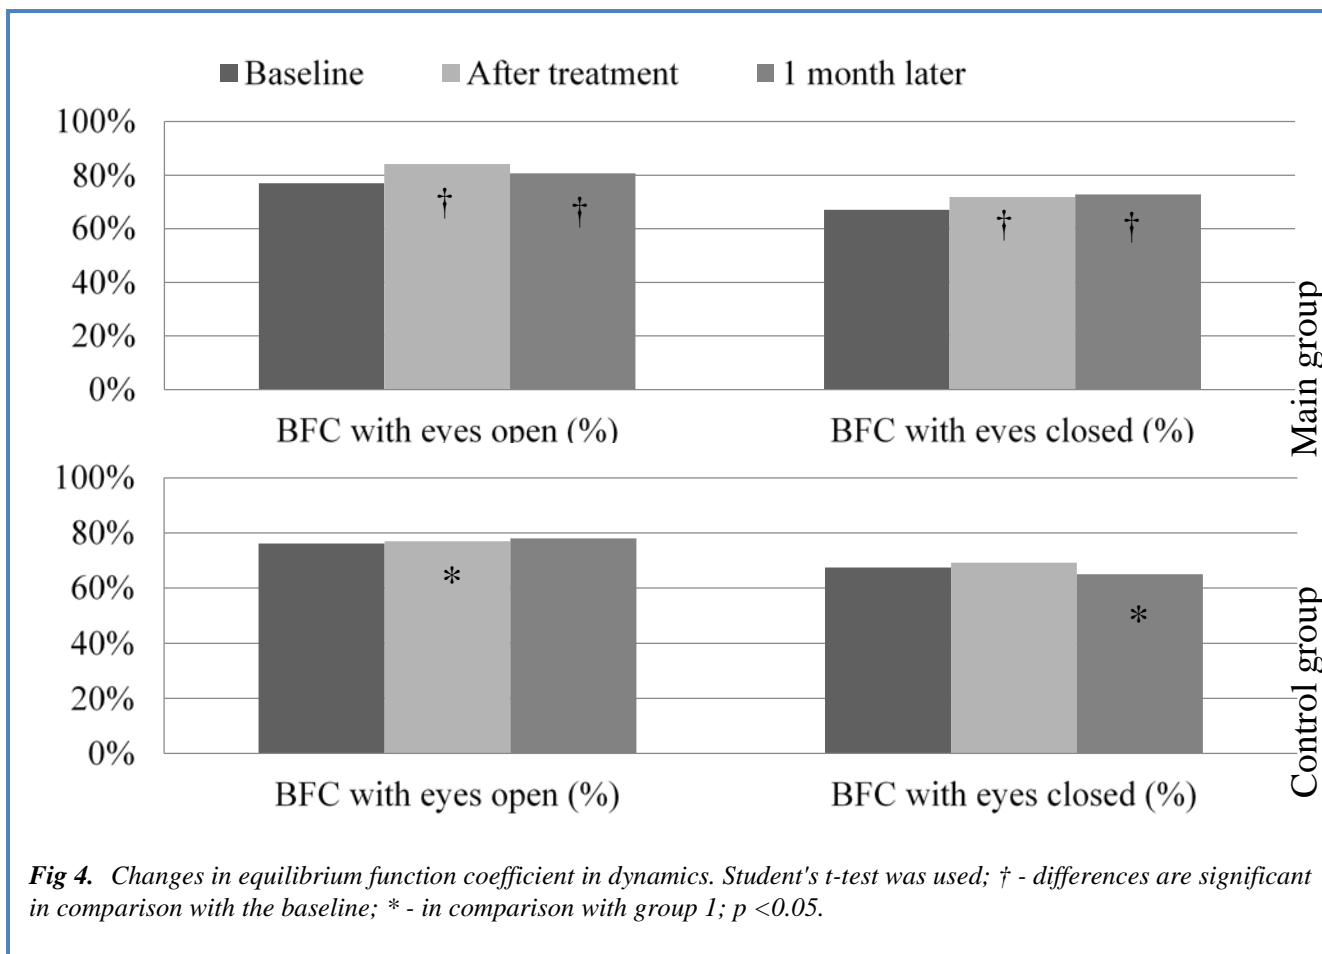 Baseline After treatment 1 month later
100%
80%
60%
40%
20%
0%
† † † †
BFC with eyes open (%) BFC with eyes closed (%)
Main group
100%
80%
60%
40%
20%
0%
* *
BFC with eyes open (%) BFC with eyes closed (%)
Control group
Fig 4. Changes in equilibrium function coefficient in dynamics. Student's t-test was used; † - differences are significant
in comparison with the baseline; * - in comparison with group 1; p <0.05.